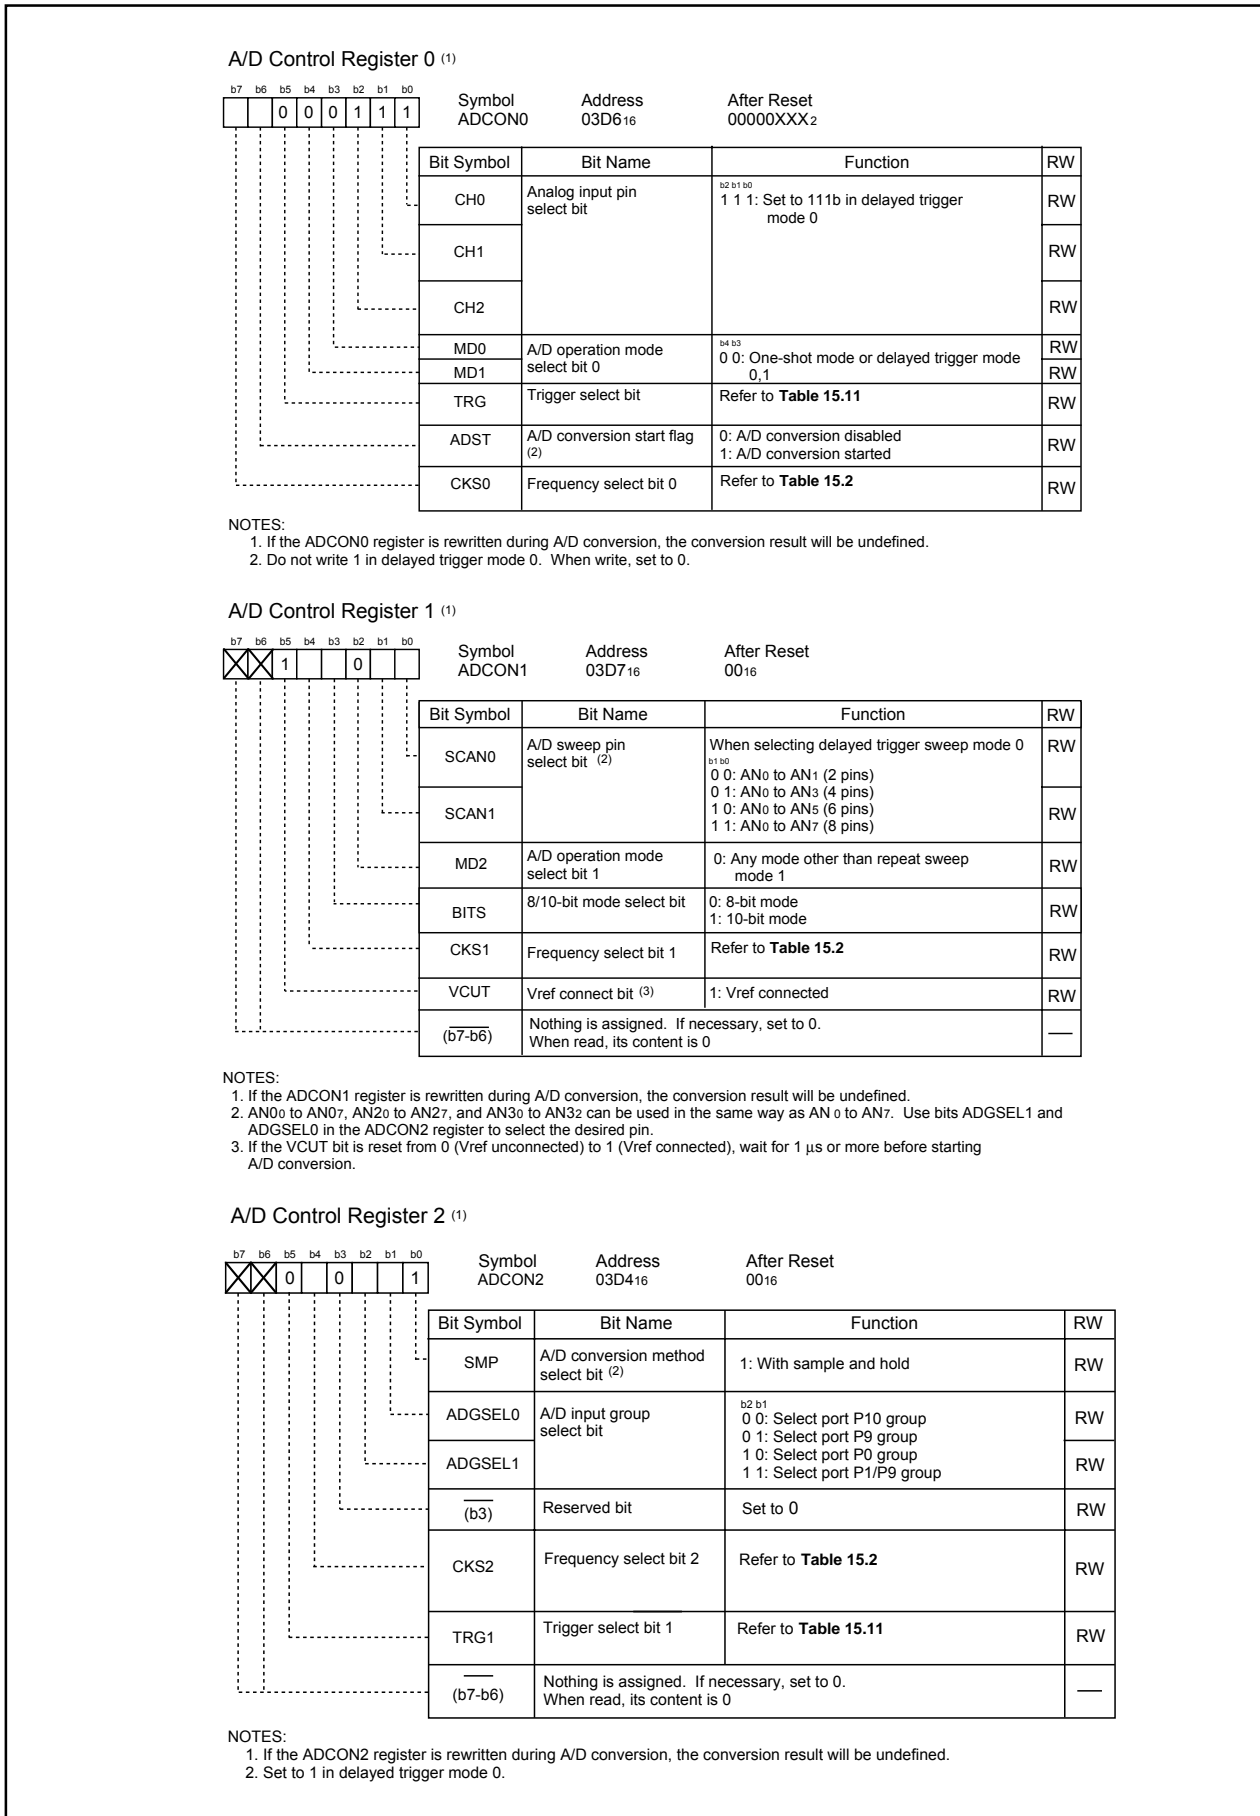 A/D Control Register 0 (1)
b7 b6 b5 b4 b3 b2 b1 b0
0 0 0 1 1 1
Symbol Address After Reset
ADCON0 03D616 00000XXX2
Bit Symbol Bit Name Function RW
CH0 Analog input pin select bit b2 b1 b0 RW
1 1 1: Set to 111b in delayed trigger
mode 0
CH1 RW
CH2 RW
MD0 A/D operation mode select bit 0 b4 b3 RW
0 0: One-shot mode or delayed trigger mode
MD1 0,1 RW
TRG Trigger select bit Refer to Table 15.11 RW
ADST A/D conversion start flag (2) 0: A/D conversion disabled RW
1: A/D conversion started
CKS0 Frequency select bit 0 Refer to Table 15.2 RW
NOTES:
1. If the ADCON0 register is rewritten during A/D conversion, the conversion result will be undefined.
2. Do not write 1 in delayed trigger mode 0. When write, set to 0.
A/D Control Register 1 (1)
b7 b6 b5 b4 b3 b2 b1 b0
1 0
Symbol Address After Reset
ADCON1 03D716 0016
Bit Symbol Bit Name Function RW
SCAN0 A/D sweep pin select bit (2) When selecting delayed trigger sweep mode 0 RW
b1 b0
0 0: AN0 to AN1 (2 pins)
0 1: AN0 to AN3 (4 pins)
SCAN1 1 0: AN0 to AN5 (6 pins) RW
1 1: AN0 to AN7 (8 pins)
MD2 A/D operation mode select bit 1 0: Any mode other than repeat sweep RW
mode 1
BITS 8/10-bit mode select bit 0: 8-bit mode RW
1: 10-bit mode
CKS1 Frequency select bit 1 Refer to Table 15.2 RW
VCUT Vref connect bit (3) 1: Vref connected RW
(b7-b6) Nothing is assigned. If necessary, set to 0. —
When read, its content is 0
NOTES:
1. If the ADCON1 register is rewritten during A/D conversion, the conversion result will be undefined.
2. AN00 to AN07, AN20 to AN27, and AN30 to AN32 can be used in the same way as AN 0 to AN7. Use bits ADGSEL1 and
ADGSEL0 in the ADCON2 register to select the desired pin.
3. If the VCUT bit is reset from 0 (Vref unconnected) to 1 (Vref connected), wait for 1 µs or more before starting
A/D conversion.
A/D Control Register 2 (1)
b7 b6 b5 b4 b3 b2 b1 b0
0 0 1
Symbol Address After Reset
ADCON2 03D416 0016
Bit Symbol Bit Name Function RW
SMP A/D conversion method select bit (2) 1: With sample and hold RW
ADGSEL0 A/D input group select bit b2 b1 RW
0 0: Select port P10 group
0 1: Select port P9 group
ADGSEL1 1 0: Select port P0 group RW
1 1: Select port P1/P9 group
(b3) Reserved bit Set to 0 RW
CKS2 Frequency select bit 2 Refer to Table 15.2 RW
TRG1 Trigger select bit 1 Refer to Table 15.11 RW
(b7-b6) Nothing is assigned. If necessary, set to 0. —
When read, its content is 0
NOTES:
1. If the ADCON2 register is rewritten during A/D conversion, the conversion result will be undefined.
2. Set to 1 in delayed trigger mode 0.